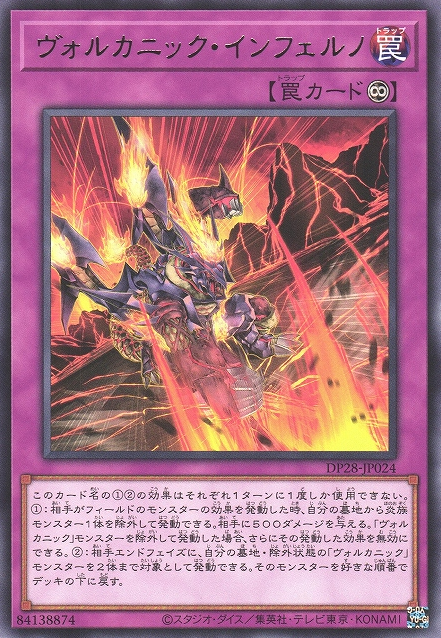 ヴォルカニック・インフェルノ
トラップ
罠
【罠カード】
トラップ
DP28-JP024
このカード名の①②の効果はそれぞれ1ターンに1度しか使用できない。
①:相手がフィールドのモンスターの効果を発動した時、自分の墓地から炎族
モンスター1体を除外して発動できる。相手に500ダメージを与える。「ヴォル
カニック」モンスターを除外して発動した場合、さらにその効果を無効にで
きる。②:相手エンドフェイズに、自分の墓地・除外状態の「ヴォルカニック」
モンスターを2体まで対象として発動できる。そのモンスターを好きな順番で
デッキの下に戻す。
84138874
©スタジオ・ダイス/集英社・テレビ東京・KONAMI